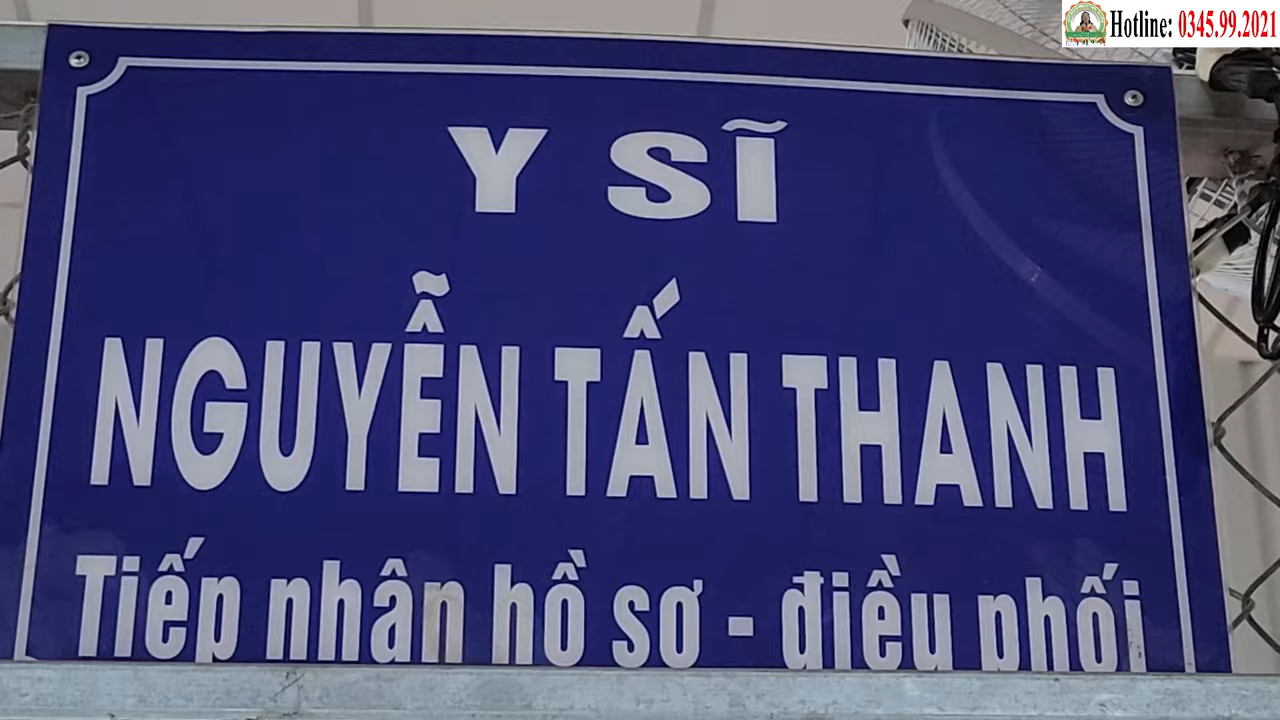 Hotline: 0345.99.2021
Y SĨ
NGUYỄN TẤN THANH
Tiếp nhận hồ sơ - điều phối